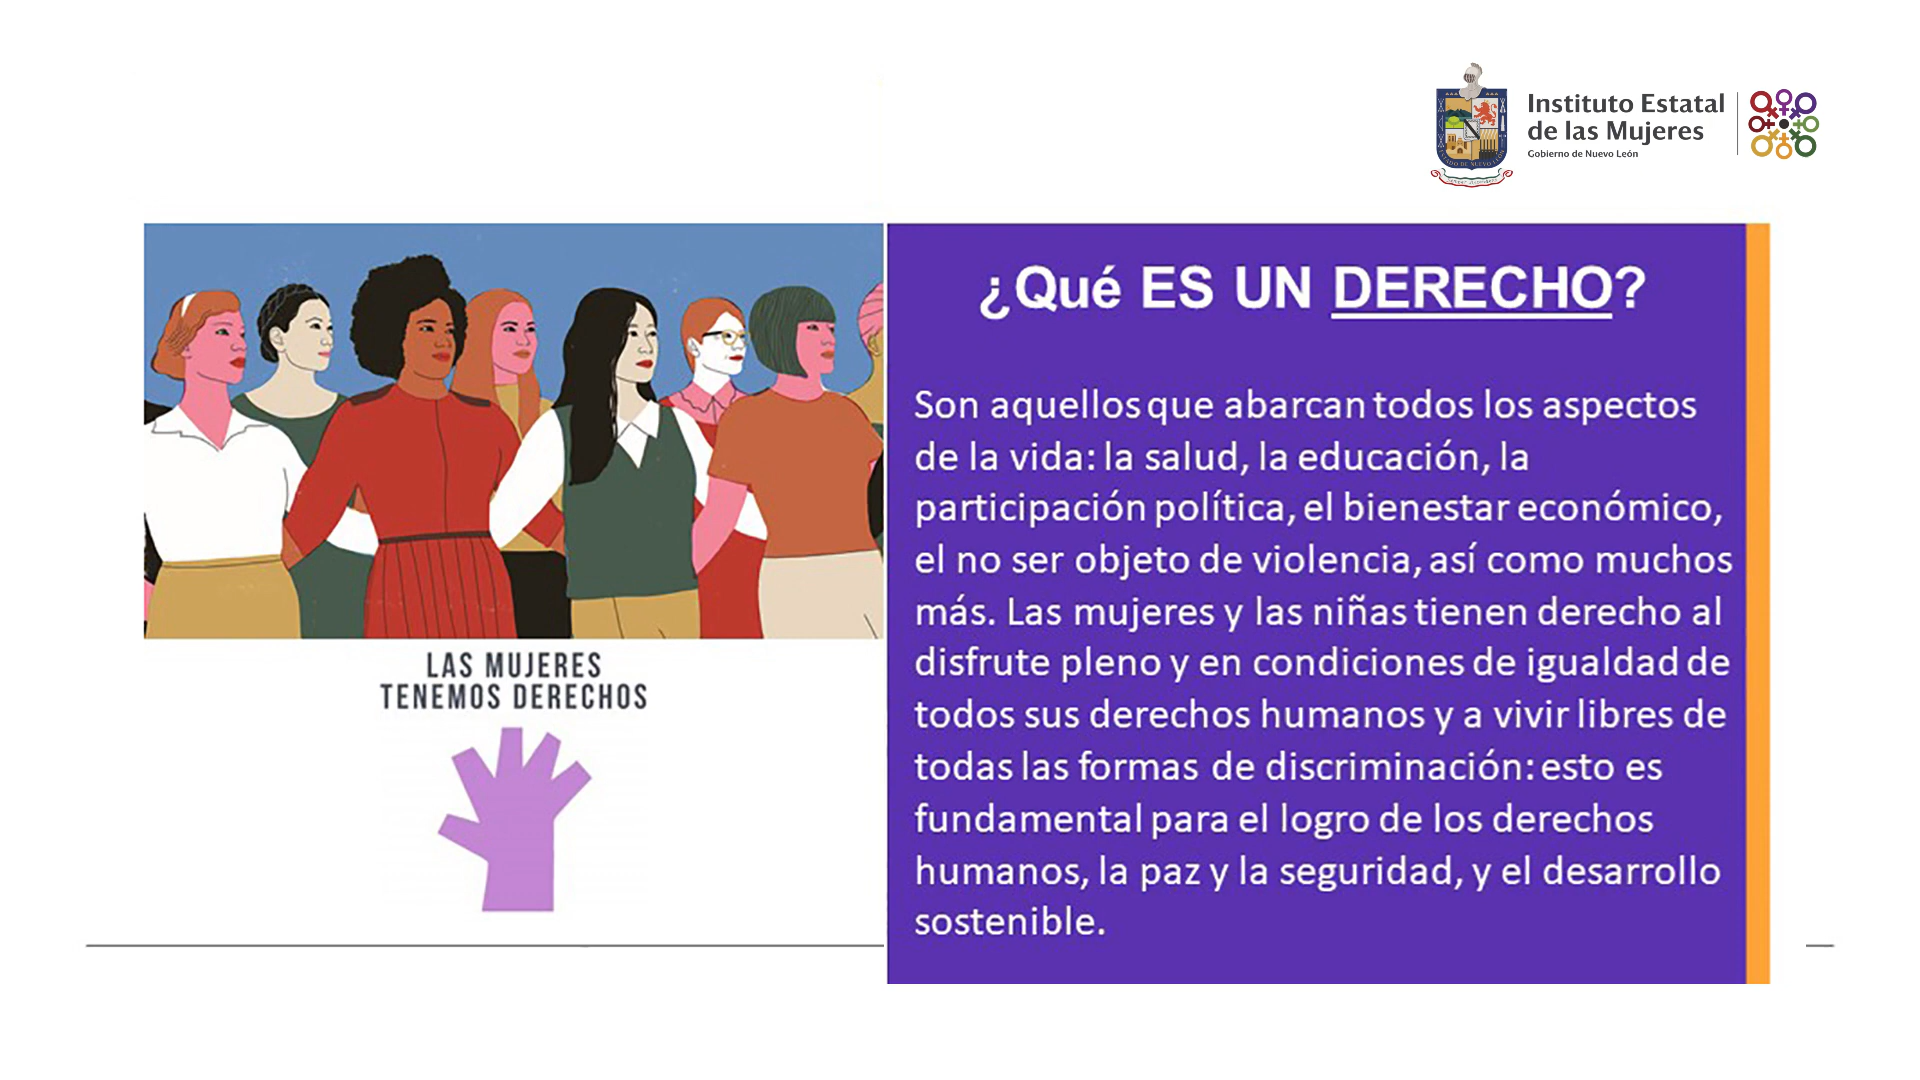 Instituto Estatal
de las Mujeres
Gobierno de Nuevo León
¿Qué ES UN DERECHO?
Son aquellos que abarcan todos los aspectos
de la vida: la salud, la educación, la
participación política, el bienestar económico,
el no ser objeto de violencia, así como muchos
más. Las mujeres y las niñas tienen derecho al
disfrute pleno y en condiciones de igualdad de
todos sus derechos humanos y a vivir libres de
todas las formas de discriminación: esto es
fundamental para el logro de los derechos
humanos, la paz y la seguridad, y el desarrollo
sostenible.
LAS MUJERES
TENEMOS DERECHOS